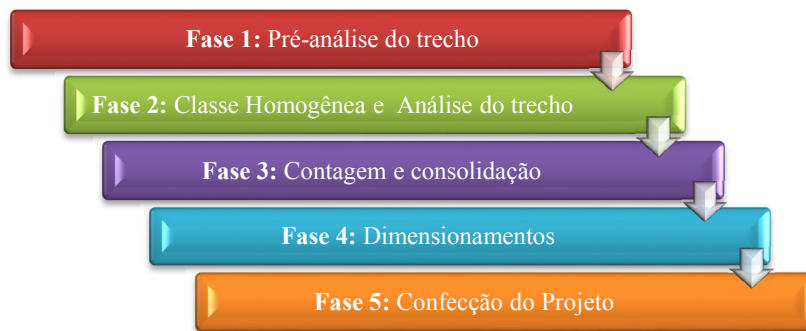 Fase 1: Pré-análise do trecho
Fase 2: Classe Homogênea e Análise do trecho
Fase 3: Contagem e consolidação
Fase 4: Dimensionamentos
Fase 5: Confecção do Projeto